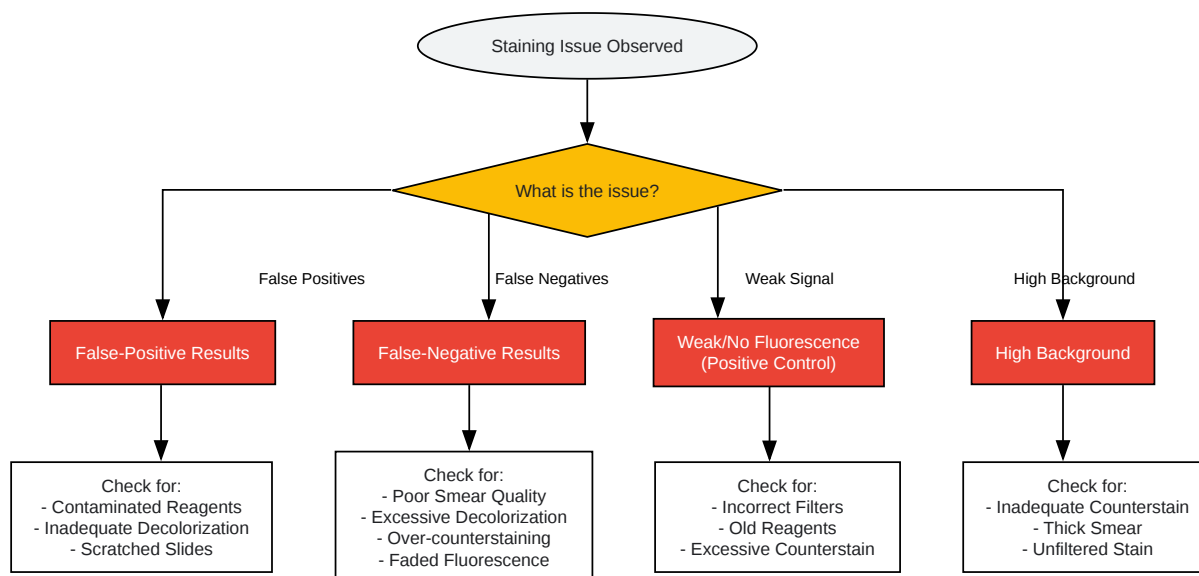 Staining Issue Observed
What is the issue?
False Positives
False Negatives
Weak Signal
High Background
False-Positive Results
False-Negative Results
Weak/No Fluorescence
(Positive Control)
High Background
Check for:
- Contaminated Reagents
- Inadequate Decolorization
- Scratched Slides
Check for:
- Poor Smear Quality
- Excessive Decolorization
- Over-counterstaining
- Faded Fluorescence
Check for:
- Incorrect Filters
- Old Reagents
- Excessive Counterstain
Check for:
- Inadequate Counterstain
- Thick Smear
- Unfiltered Stain